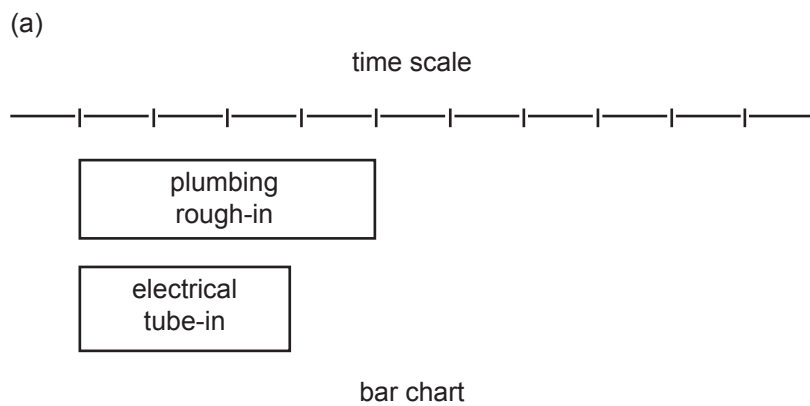 (a)
time scale
plumbing
rough-in
electrical
tube-in
bar chart